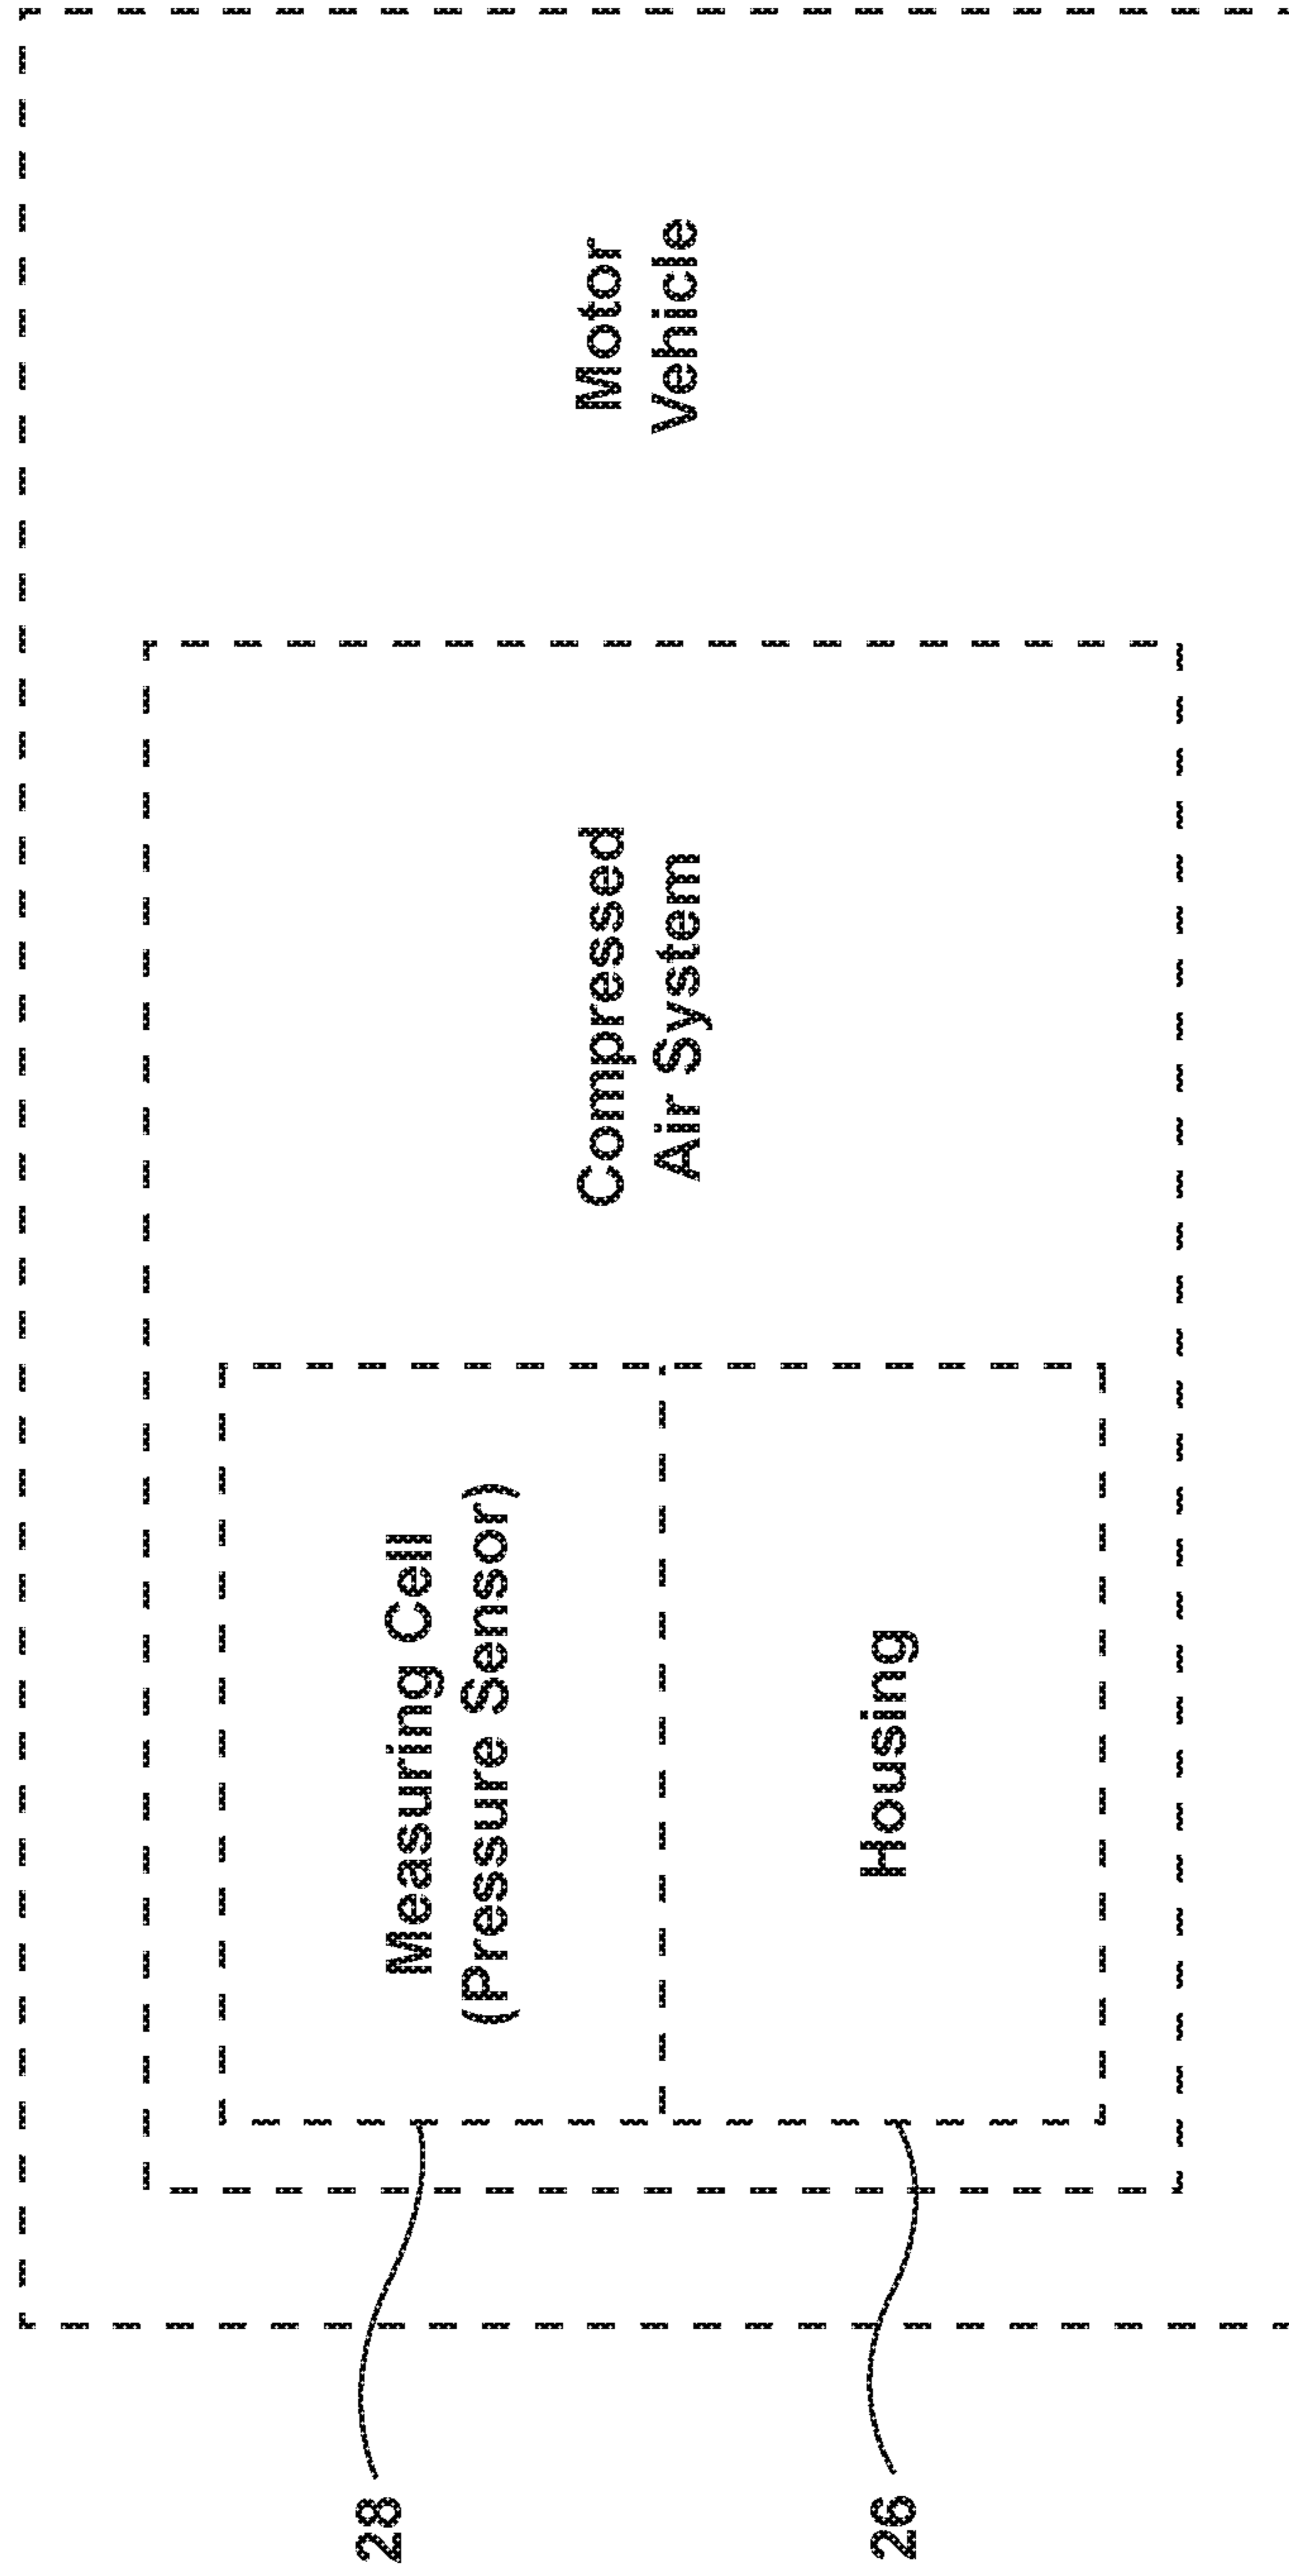 28
Measuring Cell
(Pressure Sensor)
26
Housing
Compressed
Air System
Motor
Vehicle